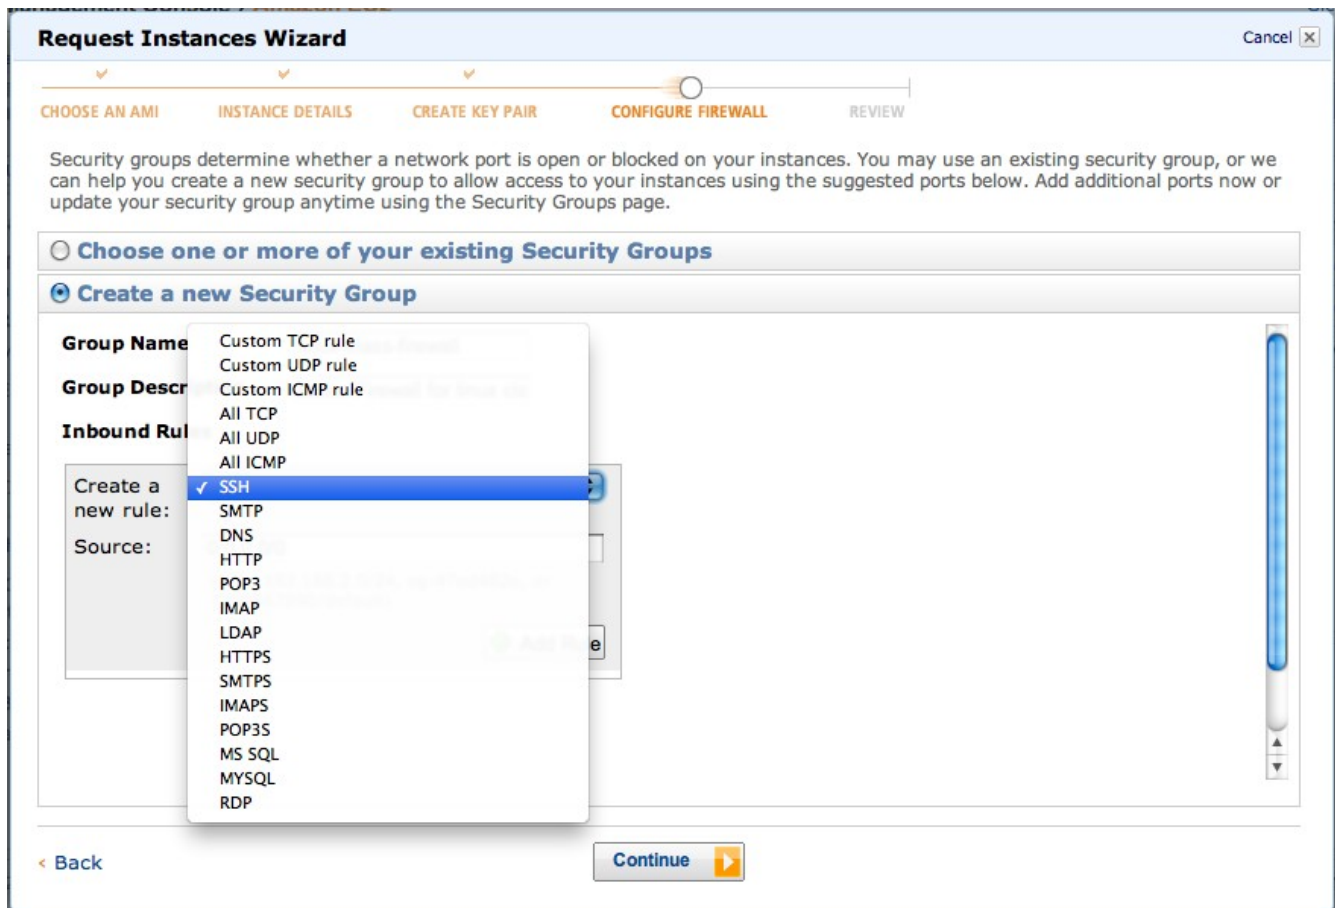 Management Console / Amazon EC2
Request Instances Wizard
Cancel
CHOOSE AN AMI
INSTANCE DETAILS
CREATE KEY PAIR
CONFIGURE FIREWALL
REVIEW
Security groups determine whether a network port is open or blocked on your instances. You may use an existing security group, or we
can help you create a new security group to allow access to your instances using the suggested ports below. Add additional ports now or
update your security group anytime using the Security Groups page.
Choose one or more of your existing Security Groups
Create a new Security Group
Group Name
Group Descr
Inbound Rul
Create a
new rule:
Source:
Custom TCP rule
Custom UDP rule
Custom ICMP rule
All TCP
All UDP
All ICMP
✓ SSH
SMTP
DNS
HTTP
POP3
IMAP
LDAP
HTTPS
SMTPS
IMAPS
POP3S
MS SQL
MYSQL
RDP
Add Rule
< Back
Continue